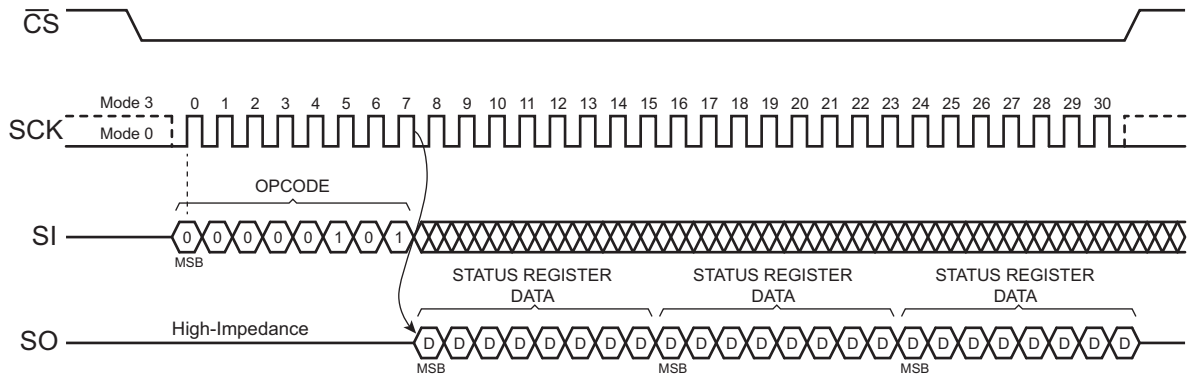 CS
Mode 3
0 1 2 3 4 5 6 7 8 9 10 11 12 13 14 15 16 17 18 19 20 21 22 23 24 25 26 27 28 29 30
SCK
Mode 0
OPCODE
SI
0 0 0 0 0 1 0 1
MSB
STATUS REGISTER DATA
STATUS REGISTER DATA
STATUS REGISTER DATA
High-Impedance
SO
D D D D D D D D D D D D D D D D D D D D D D D D
MSB
MSB
MSB